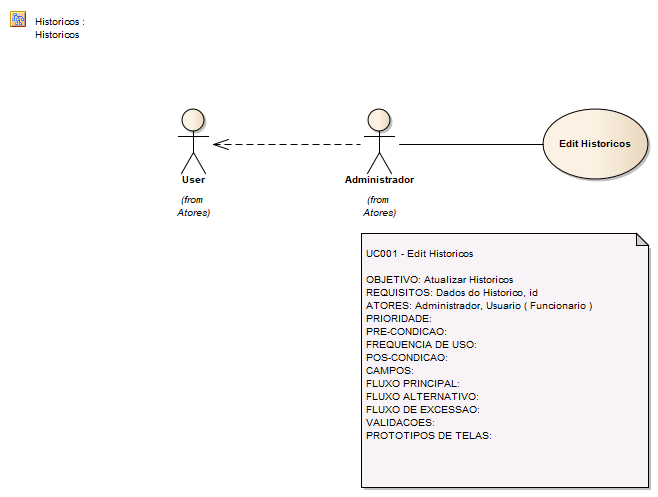 Historicos :
Historicos
User
(from
Atores)
Administrador
(from
Atores)
Edit Historicos
UC001 - Edit Historicos
OBJETIVO: Atualizar Historicos
REQUISITOS: Dados do Historico, id
ATORES: Administrador, Usuario ( Funcionario )
PRIORIDADE:
PRE-CONDICAO:
FREQUENCIA DE USO:
POS-CONDICAO:
CAMPOS:
FLUXO PRINCIPAL:
FLUXO ALTERNATIVO:
FLUXO DE EXCESSAO:
VALIDACOES:
PROTOTIPOS DE TELAS: